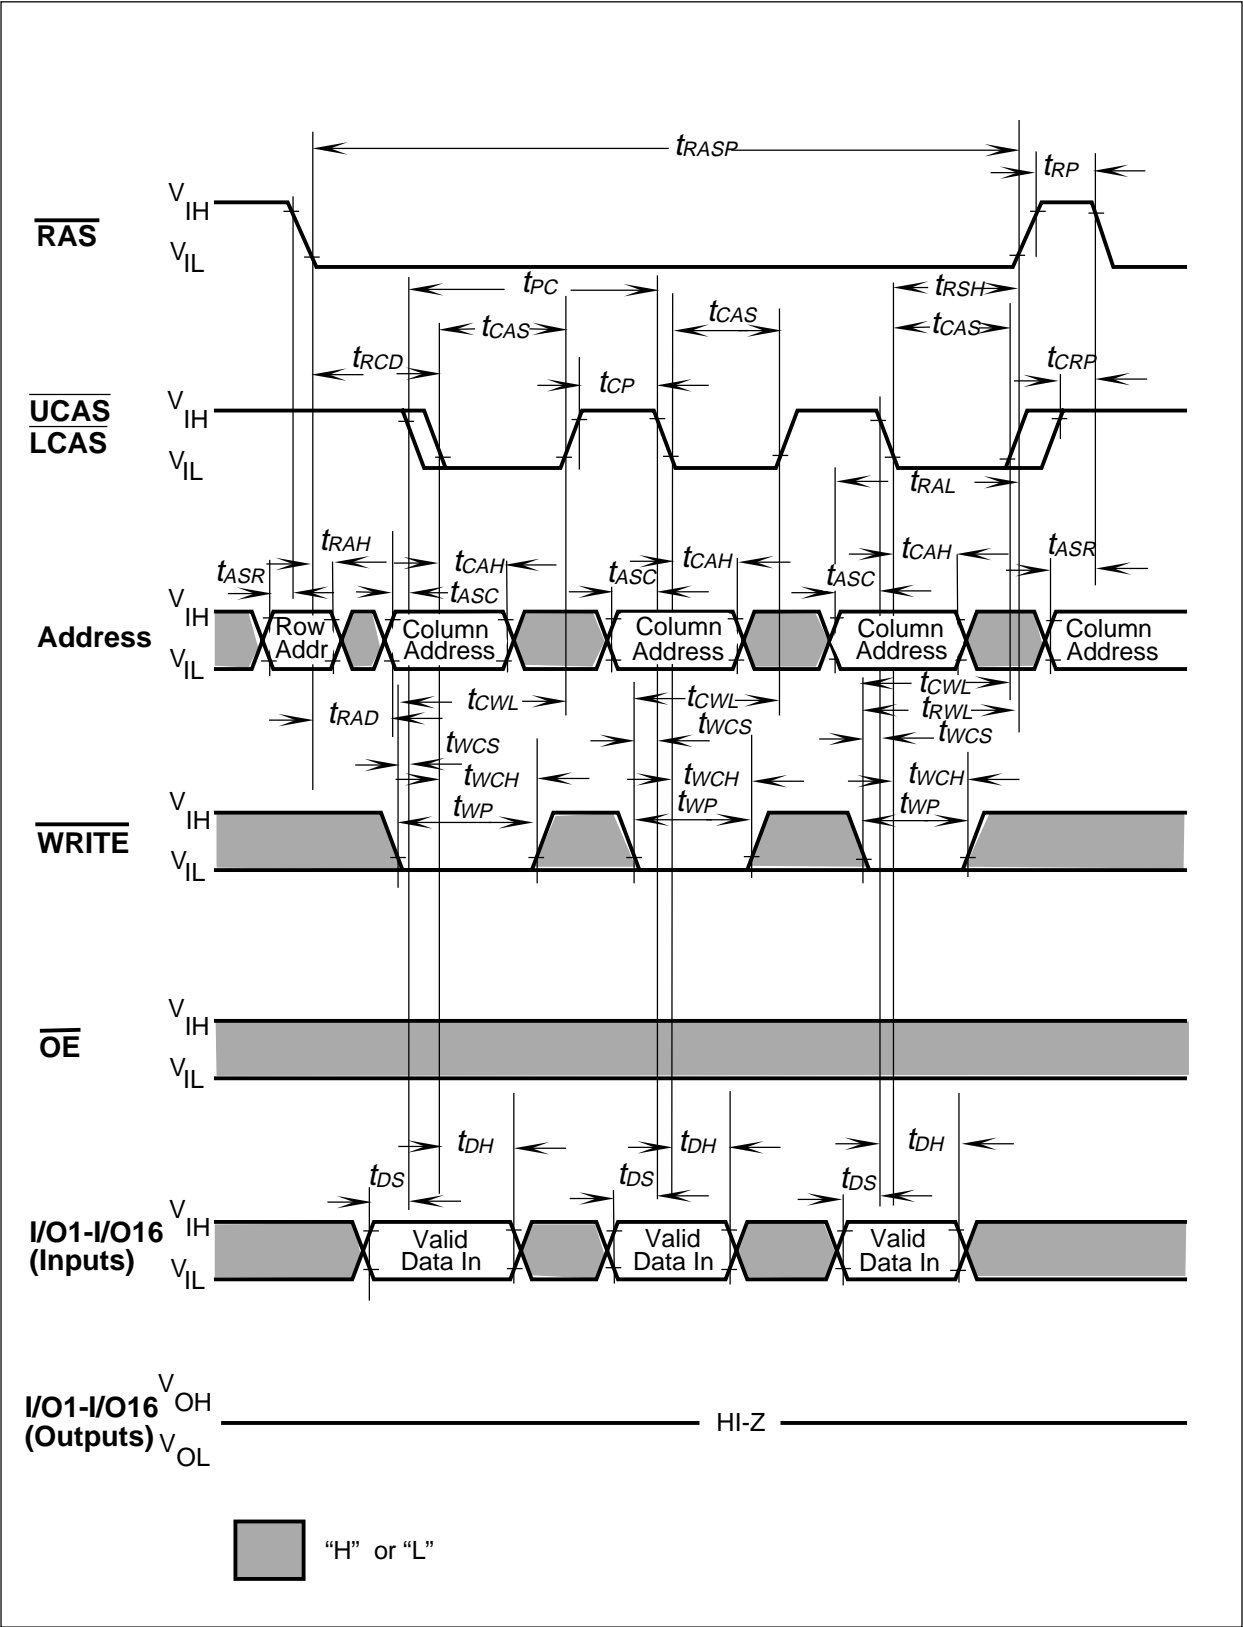 tRASP
tRP
VIH
RAS
VIL
tPC
tRSH
tCAS
tCAS
tCAS
tRCD
tCRP
tCP
VIH
UCAS
LCAS
VIL
tRAL
tRAH
tCAH
tCAH
tCAH
tASR
tASR
tASC
tASC
tASC
VIH
Address
Row
Addr
Column
Address
Column
Address
Column
Address
Column
Address
VIL
tCWL
tCWL
tCWL
tRAD
tRWL
tWCS
tWCS
tWCS
tWCH
tWCH
tWCH
tWP
tWP
tWP
VIH
WRITE
VIL
VIH
OE
VIL
tDH
tDH
tDH
tDS
tDS
tDS
VIH
I/O1-I/O16
(Inputs)
Valid
Data In
Valid
Data In
Valid
Data In
VIL
VOH
I/O1-I/O16
(Outputs)
HI-Z
VOL
“H” or “L”